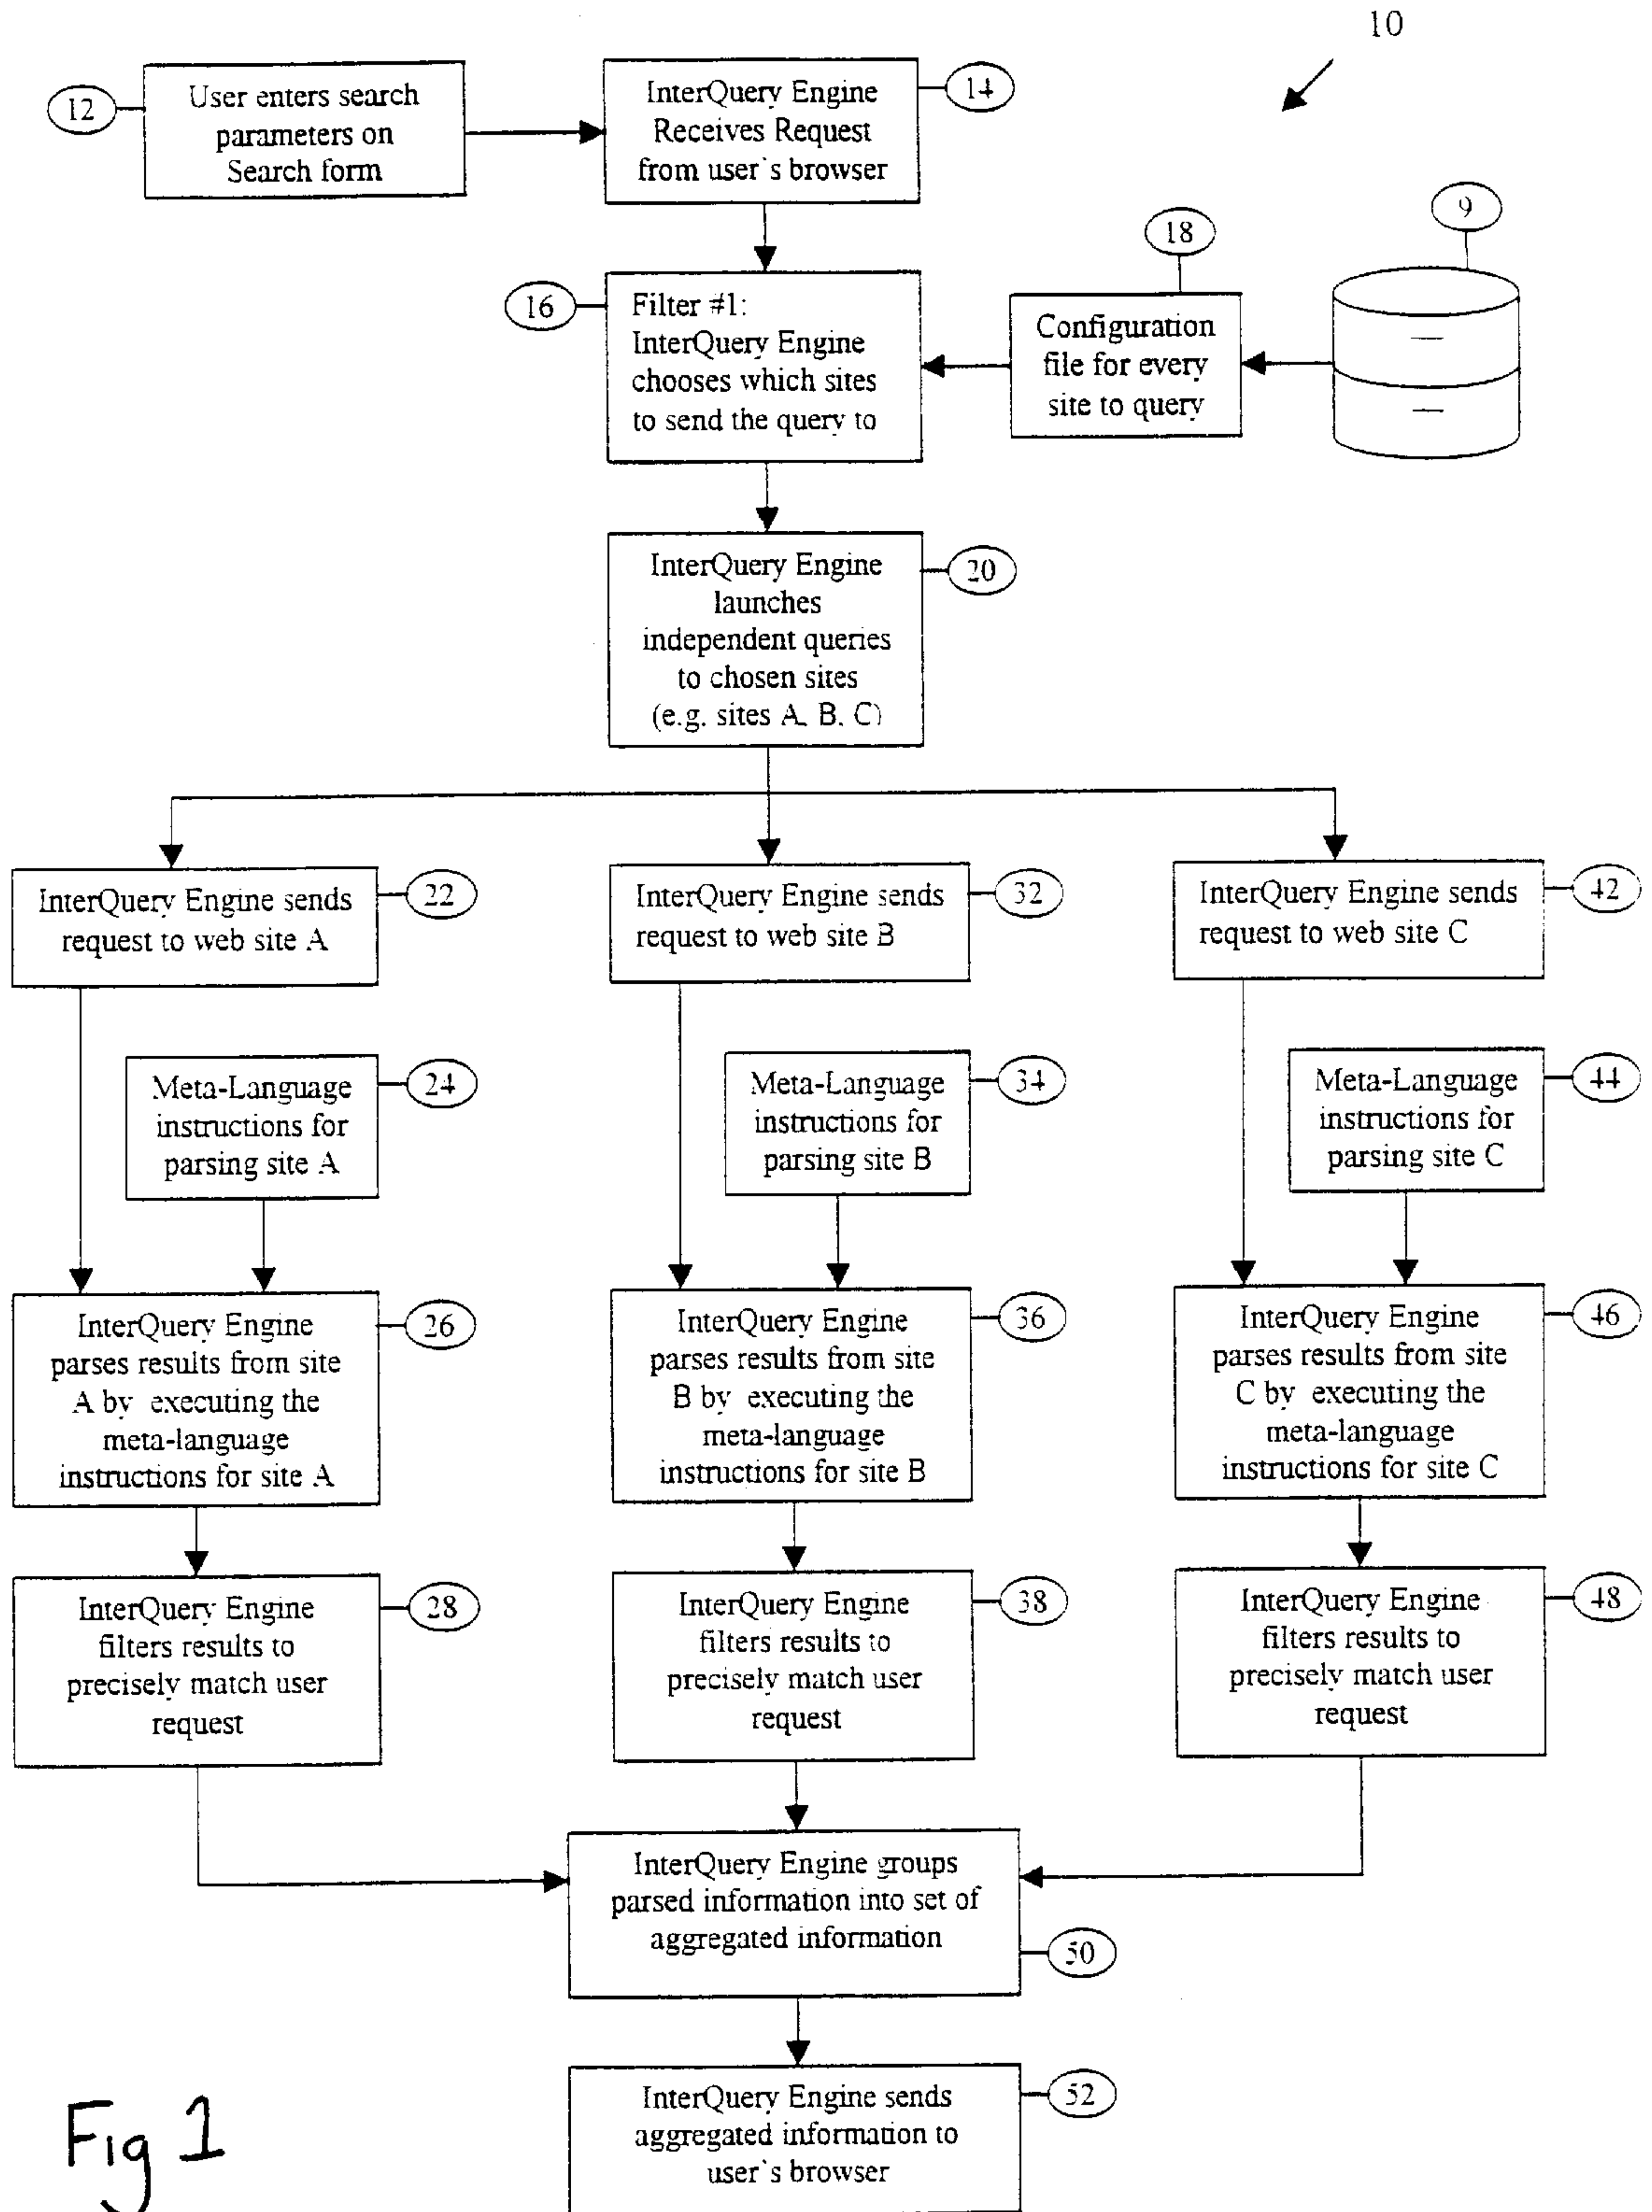 10
12
User enters search
parameters on
Search form
InterQuery Engine
Receives Request
from user`s browser
14
16
Filter #1:
InterQuery Engine
chooses which sites
to send the query to
18
Configuration
file for every
site to query
9
InterQuery Engine
launches
independent queries
to chosen sites
(e.g. sites A, B, C)
20
InterQuery Engine sends
request to web site A
22
InterQuery Engine sends
request to web site B
32
InterQuery Engine sends
request to web site C
42
Meta-Language
instructions for
parsing site A
24
Meta-Language
instructions for
parsing site B
34
Meta-Language
instructions for
parsing site C
44
InterQuery Engine
parses results from site
A by executing the
meta-language
instructions for site A
26
InterQuery Engine
parses results from site
B by executing the
meta-language
instructions for site B
36
InterQuery Engine
parses results from site
C by executing the
meta-language
instructions for site C
46
InterQuery Engine
filters results to
precisely match user
request
28
InterQuery Engine
filters results to
precisely match user
request
38
InterQuery Engine
filters results to
precisely match user
request
48
InterQuery Engine groups
parsed information into set of
aggregated information
50
InterQuery Engine sends
aggregated information to
user`s browser
52
Fig 1